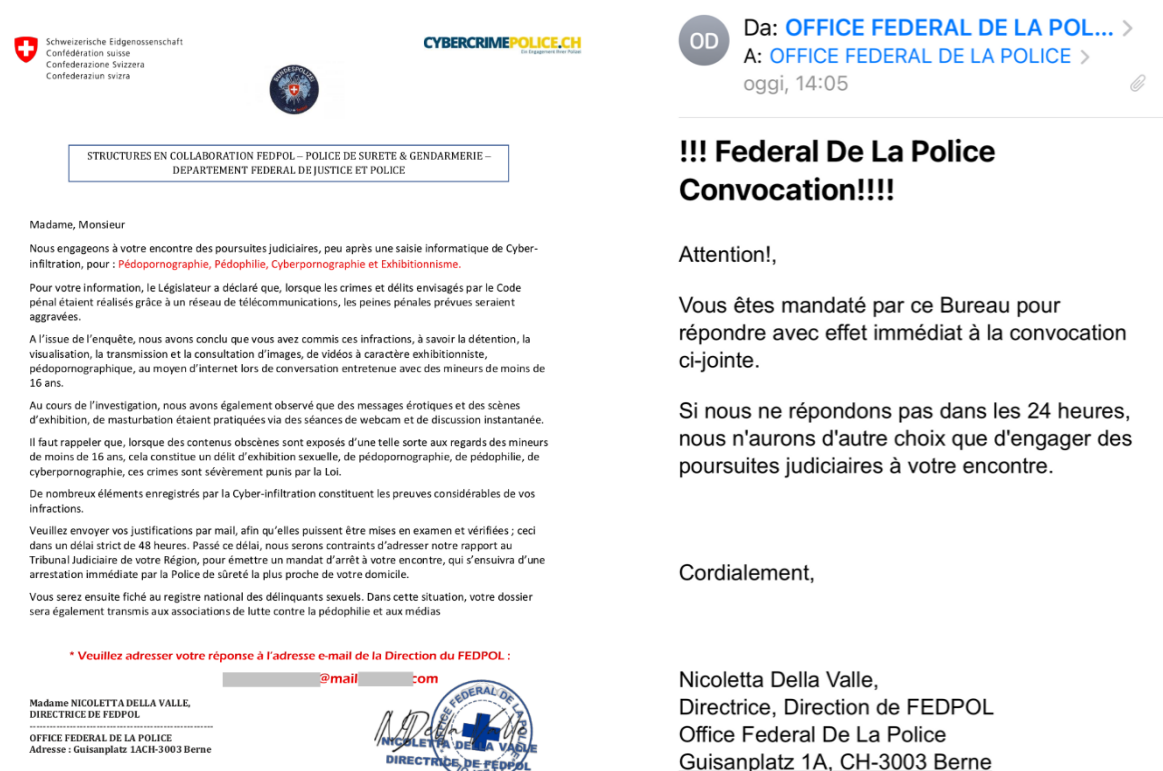 Schweizerische Eidgenossenschaft
Confédération suisse
Confederazione Svizzera
Confederaziun svizra
CYBERCRIMEPOLICE.CH
BUNDESPOLIZEI
STRUCTURES EN COLLABORATION FEDPOL – POLICE DE SURETE & GENDARMERIE –
DEPARTEMENT FEDERAL DE JUSTICE ET POLICE
Madame, Monsieur
Nous engageons à votre encontre des poursuites judiciaires, peu après une saisie informatique de Cyber-
infiltration, pour : Pédopornographie, Pédophilie, Cyberpornographie et Exhibitionnisme.
Pour votre information, le Législateur a déclaré que, lorsque les crimes et délits envisagés par le Code
pénal étaient réalisés grâce à un réseau de télécommunications, les peines pénales prévues seraient
aggravées.
A l’issue de l’enquête, nous avons conclu que vous avez commis ces infractions, à savoir la détention, la
visualisation, la transmission et la consultation d’images, de vidéos à caractère exhibitionniste,
pédopornographique, au moyen d’internet lors de conversation entretenue avec des mineurs de moins de
16 ans.
Au cours de l’investigation, nous avons également observé que des messages érotiques et des scènes
d’exhibition, de masturbation étaient pratiquées via des séances de webcam et de discussion instantanée.
Il faut rappeler que, lorsque des contenus obscènes sont exposés d’une telle sorte aux regards des mineurs
de moins de 16 ans, cela constitue un délit d’exhibition sexuelle, de pédopornographie, de pédophilie, de
cyberpornographie, ces crimes sont sévèrement punis par la Loi.
De nombreux éléments enregistrés par la Cyber-infiltration constituent les preuves considérables de vos
infractions.
Veuillez envoyer vos justifications par mail, afin qu’elles puissent être mises en examen et vérifiées ; ceci
dans un délai strict de 48 heures. Passé ce délai, nous serons contraints d’adresser notre rapport au
Tribunal Judiciaire de votre Région, pour émettre un mandat d’arrêt à votre encontre, qui s’ensuivra d’une
arrestation immédiate par la Police de sûreté la plus proche de votre domicile.
Vous serez ensuite fiché au registre national des délinquants sexuels. Dans cette situation, votre dossier
sera également transmis aux associations de lutte contre la pédophilie et aux médias
* Veuillez adresser votre réponse à l’adresse e-mail de la Direction du FEDPOL :
@mail com
Madame NICOLETTA DELLA VALLE,
DIRECTRICE DE FEDPOL
OFFICE FEDERAL DE LA POLICE
Adresse : Guisanplatz 1ACH-3003 Berne
OFFICE FEDERAL DE LA
NICOLETTA DELLA VALLE
DIRECTRICE DE FEDPOL
OD
Da: OFFICE FEDERAL DE LA POL... >
A: OFFICE FEDERAL DE LA POLICE >
oggi, 14:05
!!! Federal De La Police
Convocation!!!!
Attention!,
Vous êtes mandaté par ce Bureau pour
répondre avec effet immédiat à la convocation
ci-jointe.
Si nous ne répondons pas dans les 24 heures,
nous n'aurons d'autre choix que d'engager des
poursuites judiciaires à votre encontre.
Cordialement,
Nicoletta Della Valle,
Directrice, Direction de FEDPOL
Office Federal De La Police
Guisanplatz 1A, CH-3003 Berne